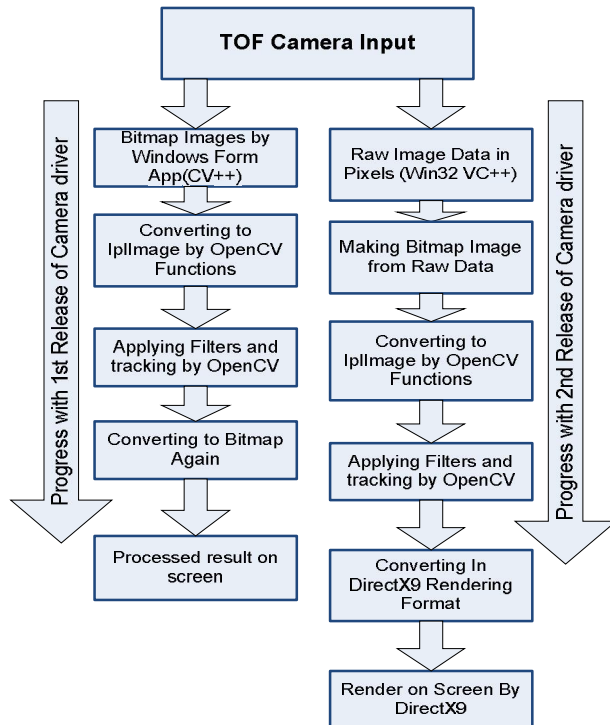 TOF Camera Input
Progress with 1st Release of Camera driver
Bitmap Images by
Windows Form
App(CV++)
Converting to
IplImage by OpenCV
Functions
Applying Filters and
tracking by OpenCV
Converting to Bitmap
Again
Processed result on
screen
Raw Image Data in
Pixels (Win32 VC++)
Making Bitmap Image
from Raw Data
Converting to
IplImage by OpenCV
Functions
Applying Filters and
tracking by OpenCV
Converting In
DirectX9 Rendering
Format
Render on Screen By
DirectX9
Progress with 2nd Release of Camera driver